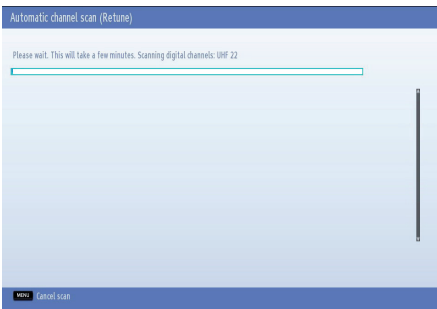 Automatic channel scan (Retune)
Please wait. This will take a few minutes. Scanning digital channels: UHF 22
MENU Cancel scan